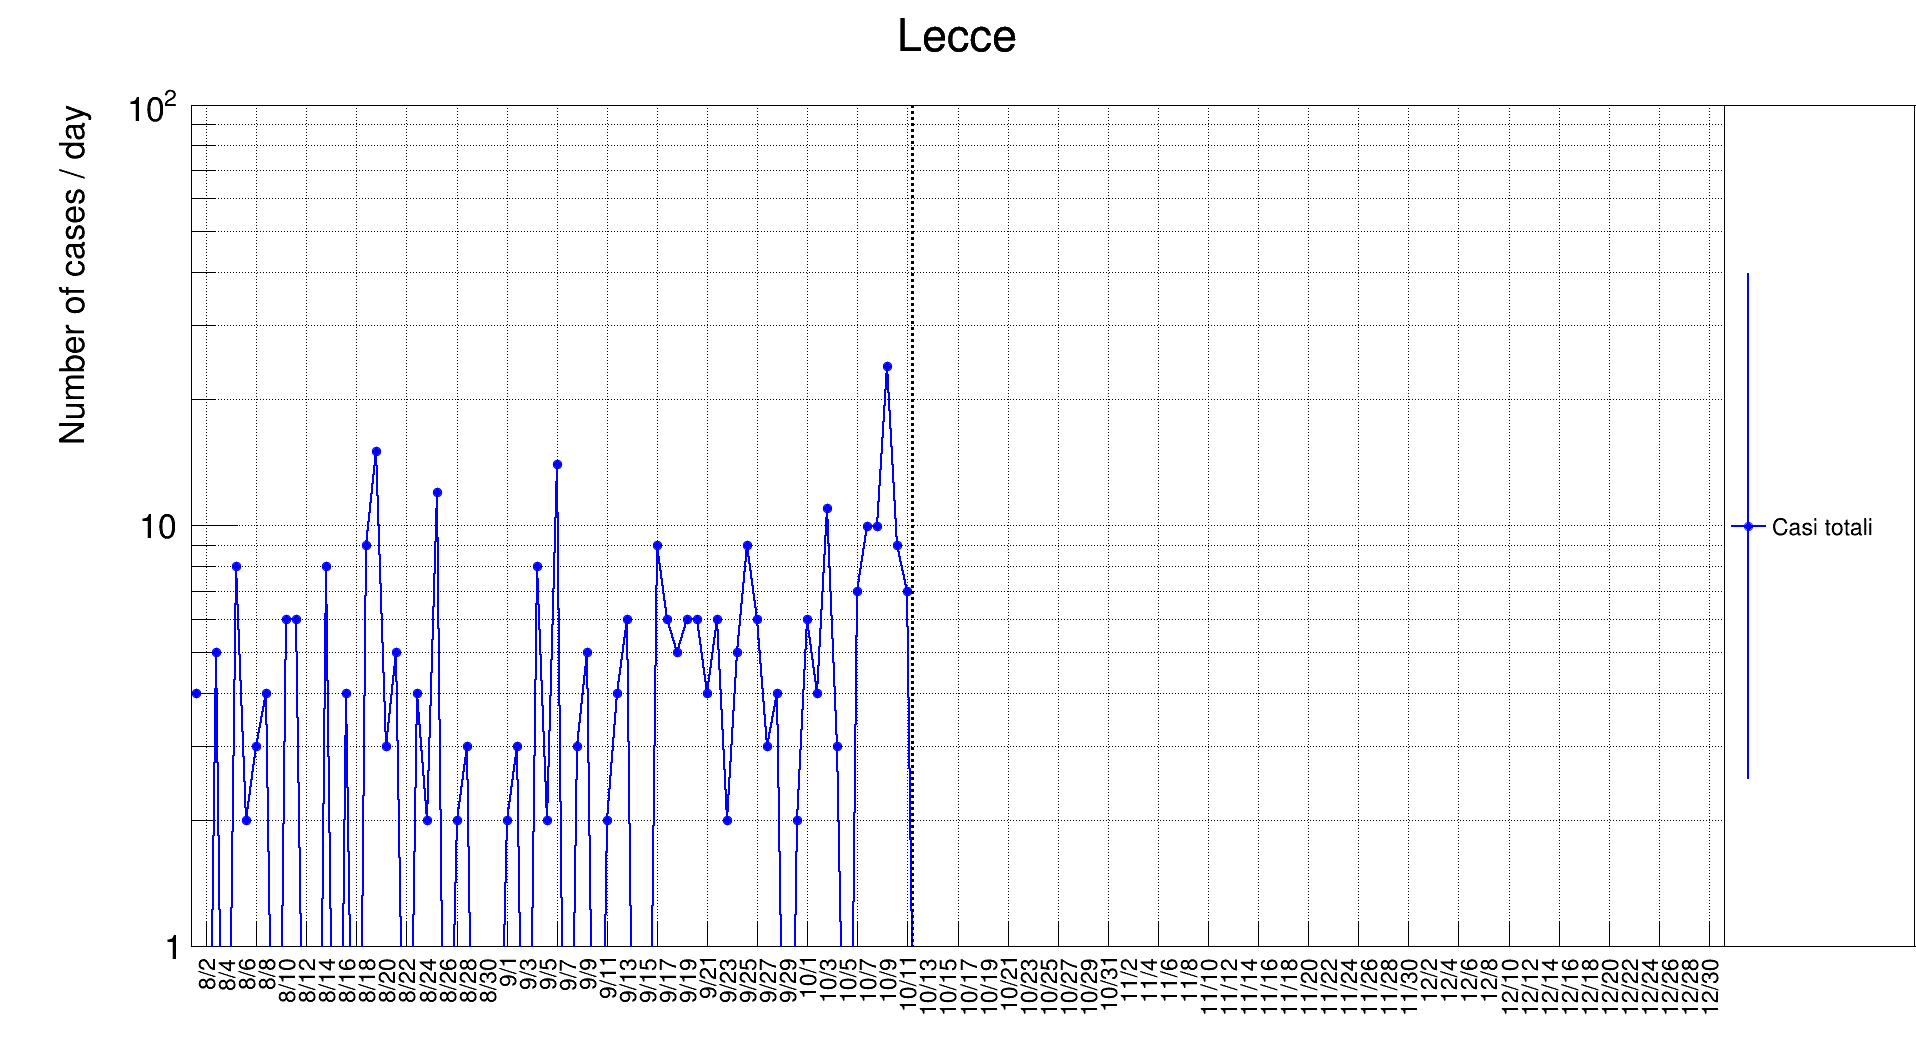 Lecce
Number of cases / day
10²
10
1
8/2 8/4 8/6 8/8 8/10 8/12 8/14 8/16 8/18 8/20 8/22 8/24 8/26 8/28 8/30 9/1 9/3 9/5 9/7 9/9 9/11 9/13 9/15 9/17 9/19 9/21 9/23 9/25 9/27 9/29 10/1 10/3 10/5 10/7 10/9 10/11 10/13 10/15 10/17 10/19 10/21 10/23 10/25 10/27 10/29 10/31 11/2 11/4 11/6 11/8 11/10 11/12 11/14 11/16 11/18 11/20 11/22 11/24 11/26 11/28 11/30 12/2 12/4 12/6 12/8 12/10 12/12 12/14 12/16 12/18 12/20 12/22 12/24 12/26 12/28 12/30
Casi totali